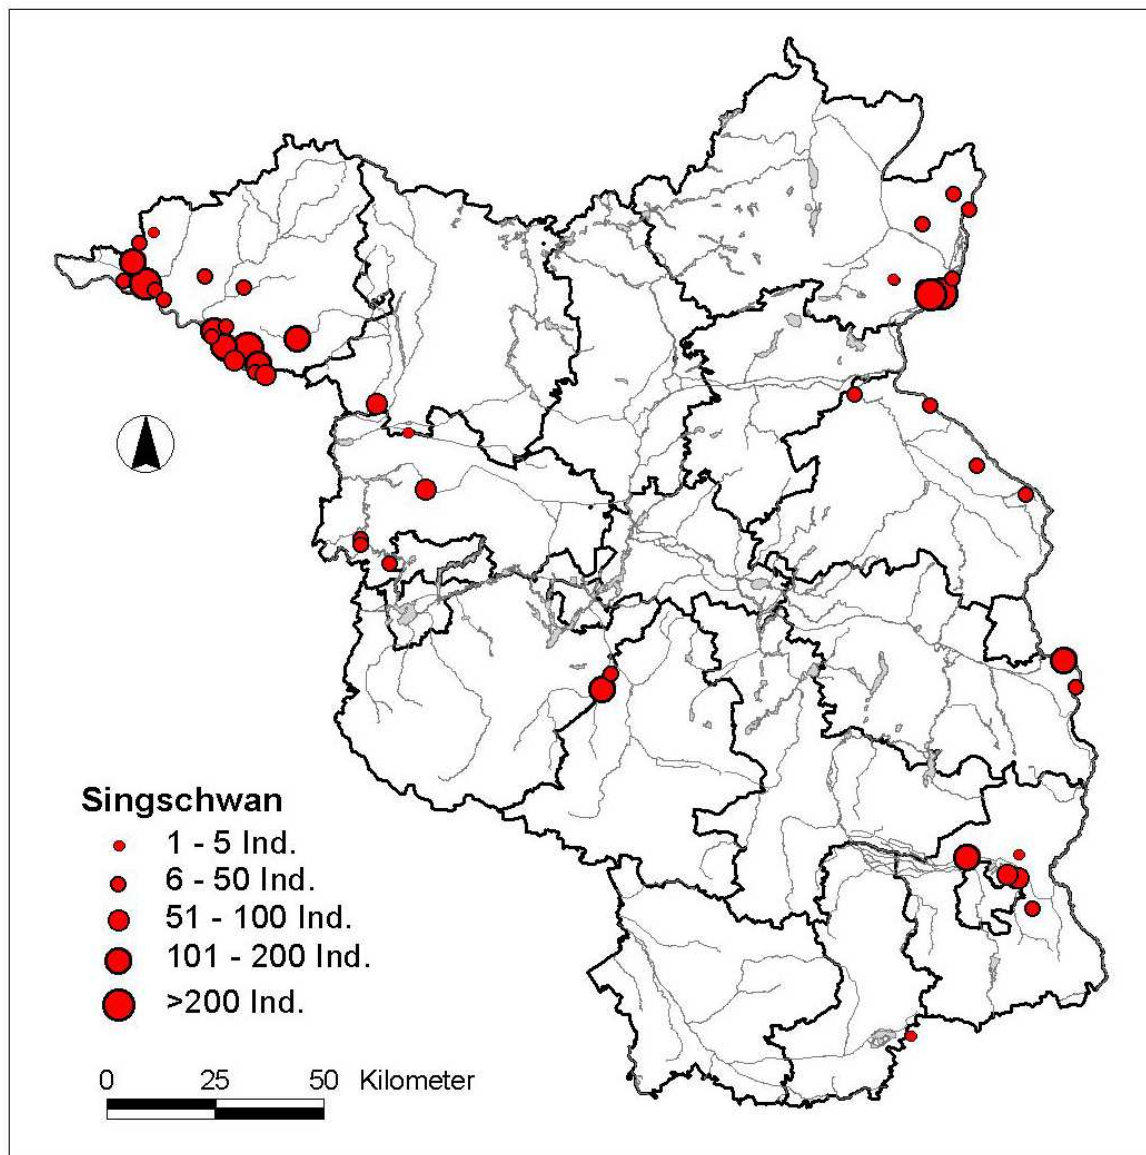 Singschwan
1 - 5 Ind.
6 - 50 Ind.
51 - 100 Ind.
101 - 200 Ind.
>200 Ind.
0 25 50 Kilometer